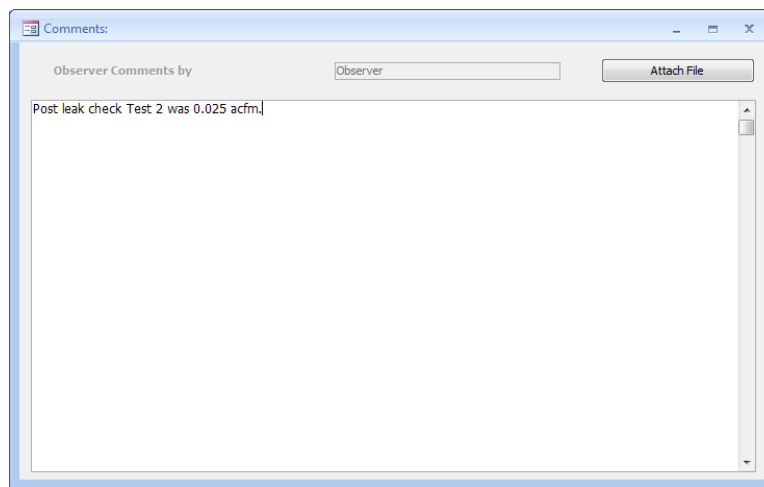 Comments:
Observer Comments by Observer Attach File
Post leak check Test 2 was 0.025 acfm.